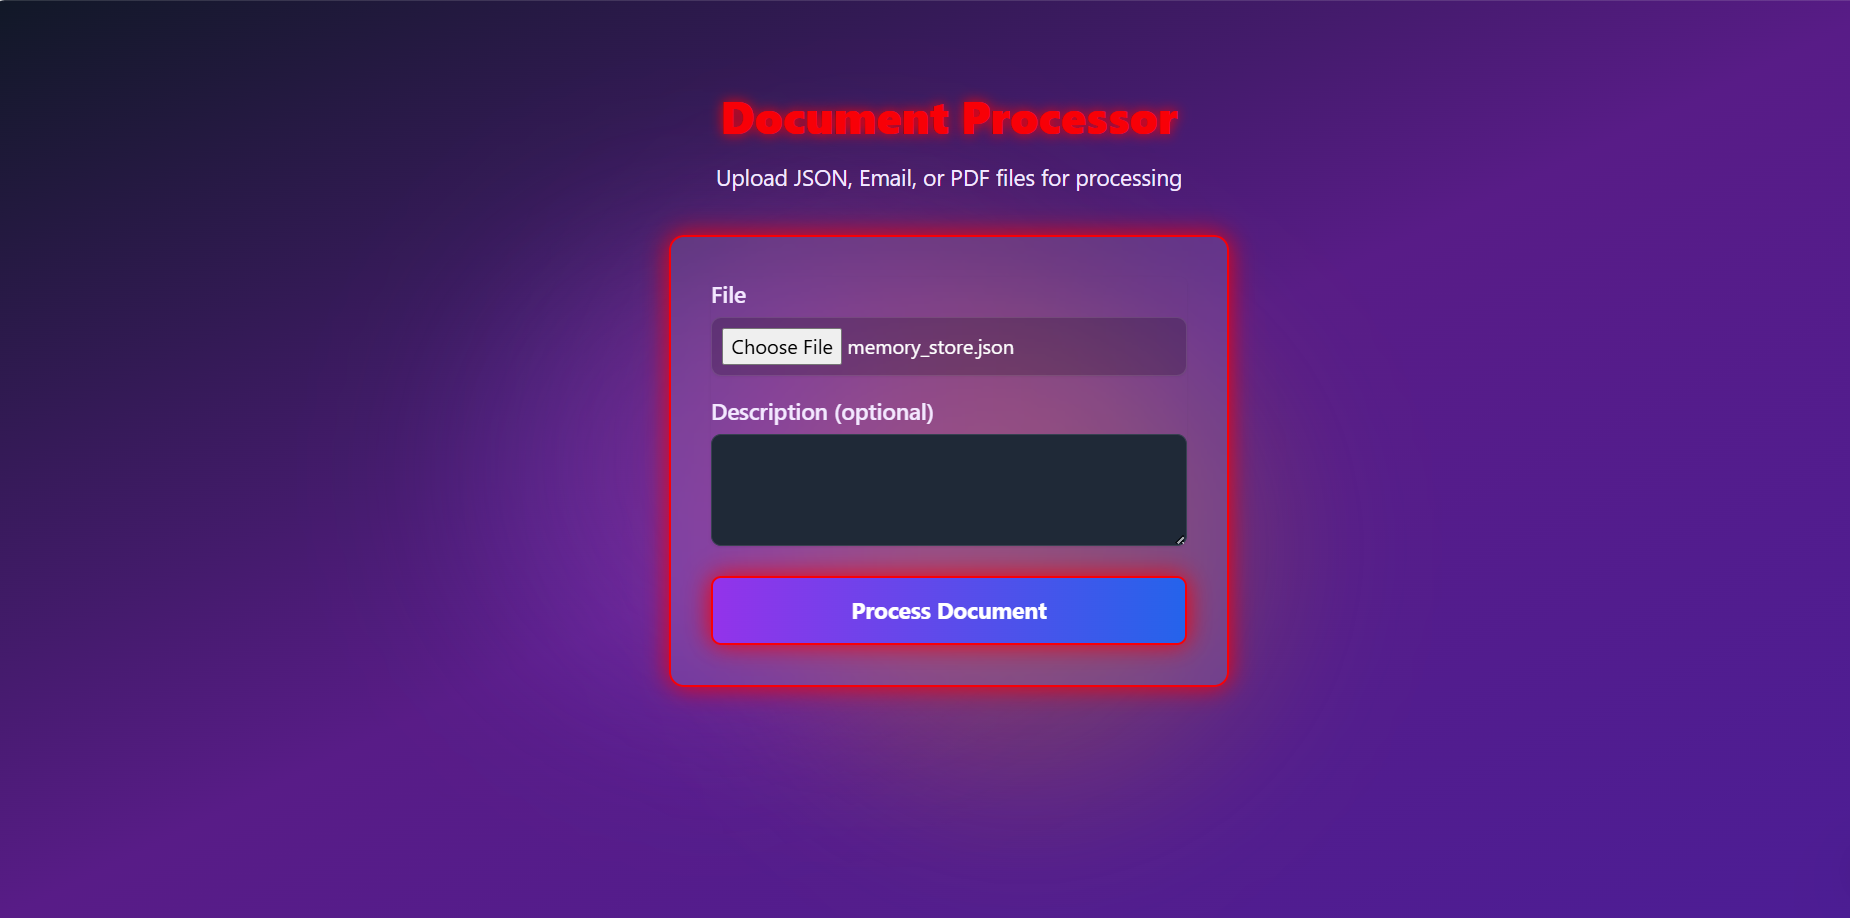 Document Processor
Upload JSON, Email, or PDF files for processing
File
Choose File memory_store.json
Description (optional)
Process Document